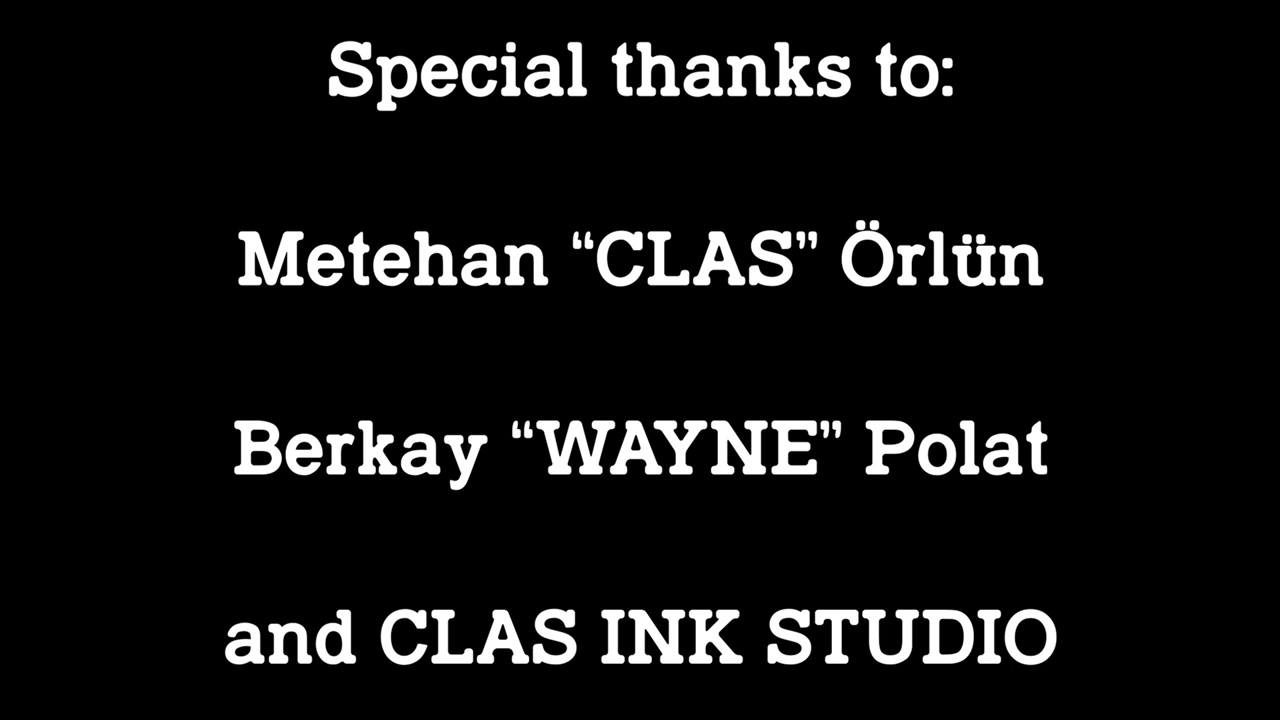 Special thanks to:
Metehan “CLAS” Örlün
Berkay “WAYNE” Polat
and CLAS INK STUDIO